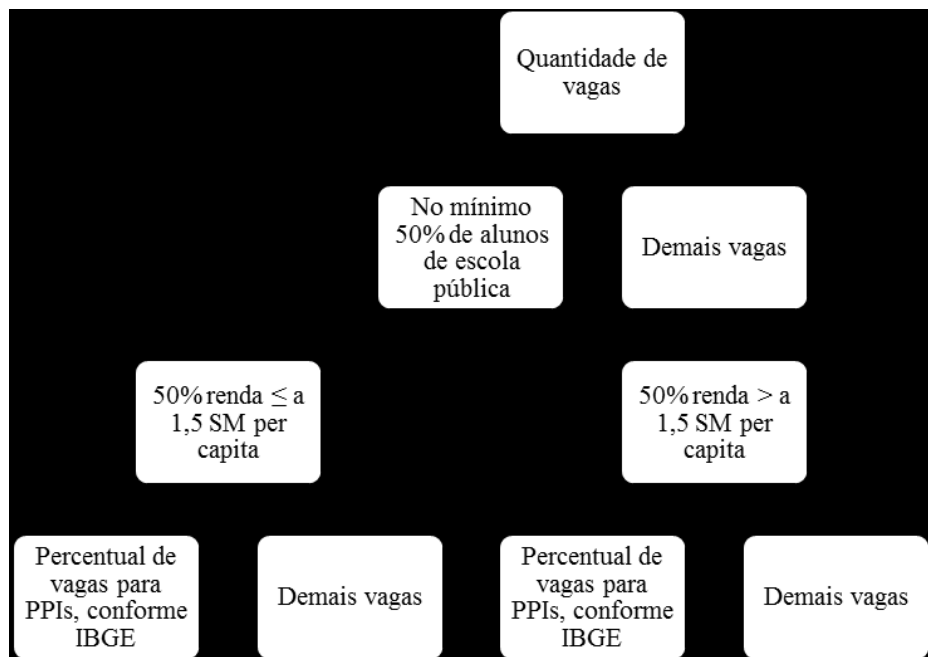 Quantidade de
vagas
No mínimo
50% de alunos
de escola
pública
Demais vagas
50% renda ≤ a
1,5 SM per
capita
50% renda > a
1,5 SM per
capita
Percentual de
vagas para
PPIs, conforme
IBGE
Demais vagas
Percentual de
vagas para
PPIs, conforme
IBGE
Demais vagas